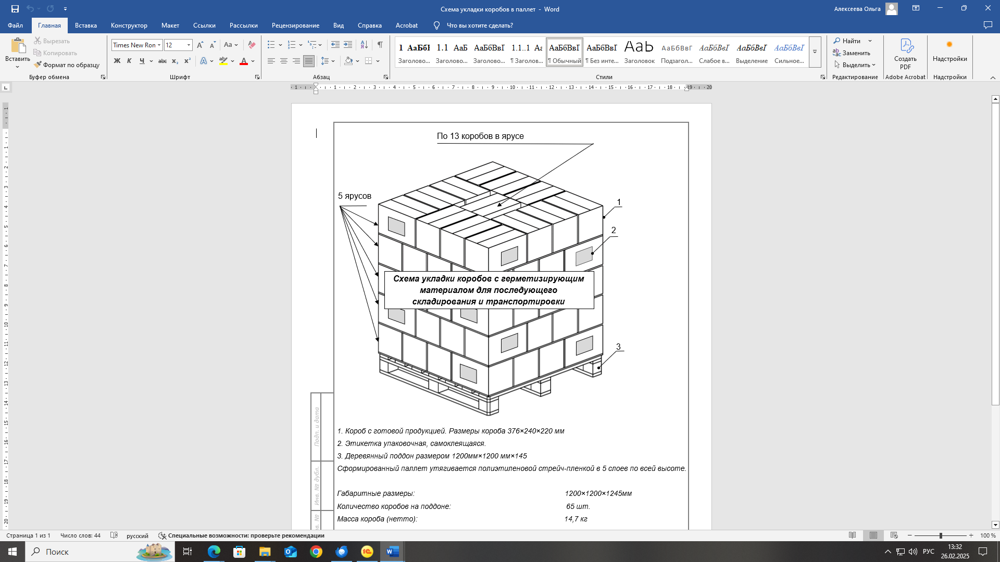 Схема укладки коробов в паллет - Word
Алексеева Ольга
Файл
Главная
Вставка
Конструктор
Макет
Ссылки
Рассылки
Рецензирование
Вид
Справка
Acrobat
Что вы хотите сделать?
Вставить
Вырезать
Копировать
Формат по образцу
Буфер обмена
Times New Ron
12
Шрифт
Абзац
1 АаБбІ
1.1 АаБ
АаБбВвІ
1.1..1 Аа
АаБбВвІ
АаБбВвІ
АаЬ
АаБбВвГ
АаБбВвІ
АаБбВвІ
АаБбВвІ
Заголово...
Заголово...
Заголово...
¶ Заголов...
¶ Обычный
¶ Без инте...
Заголовок
Подзагол...
Слабое в...
Выделение
Сильное...
Стили
Найти
Заменить
Выделить
Редактирование
Создать
PDF
Adobe Acrobat
Надстройки
Надстройки
По 13 коробов в ярусе
5 ярусов
1
2
Схема укладки коробов с герметизирующим
материалом для последующего
складирования и транспортировки
3
Подп. и дата
Инв. № дубл.
1. Короб с готовой продукцией. Размеры короба 376×240×220 мм
2. Этикетка упаковочная, самоклеящаяся.
3. Деревянный поддон размером 1200мм×1200 мм×145
Сформированный паллет утягивается полиэтиленовой стрейч-пленкой в 5 слоев по всей высоте.
Габаритные размеры: 1200×1200×1245мм
Количество коробов на поддоне: 65 шт.
Масса короба (нетто): 14,7 кг
Страница 1 из 1
Число слов: 44
русский
Специальные возможности: проверьте рекомендации
100 %
Поиск
РУС
13:32
26.02.2025